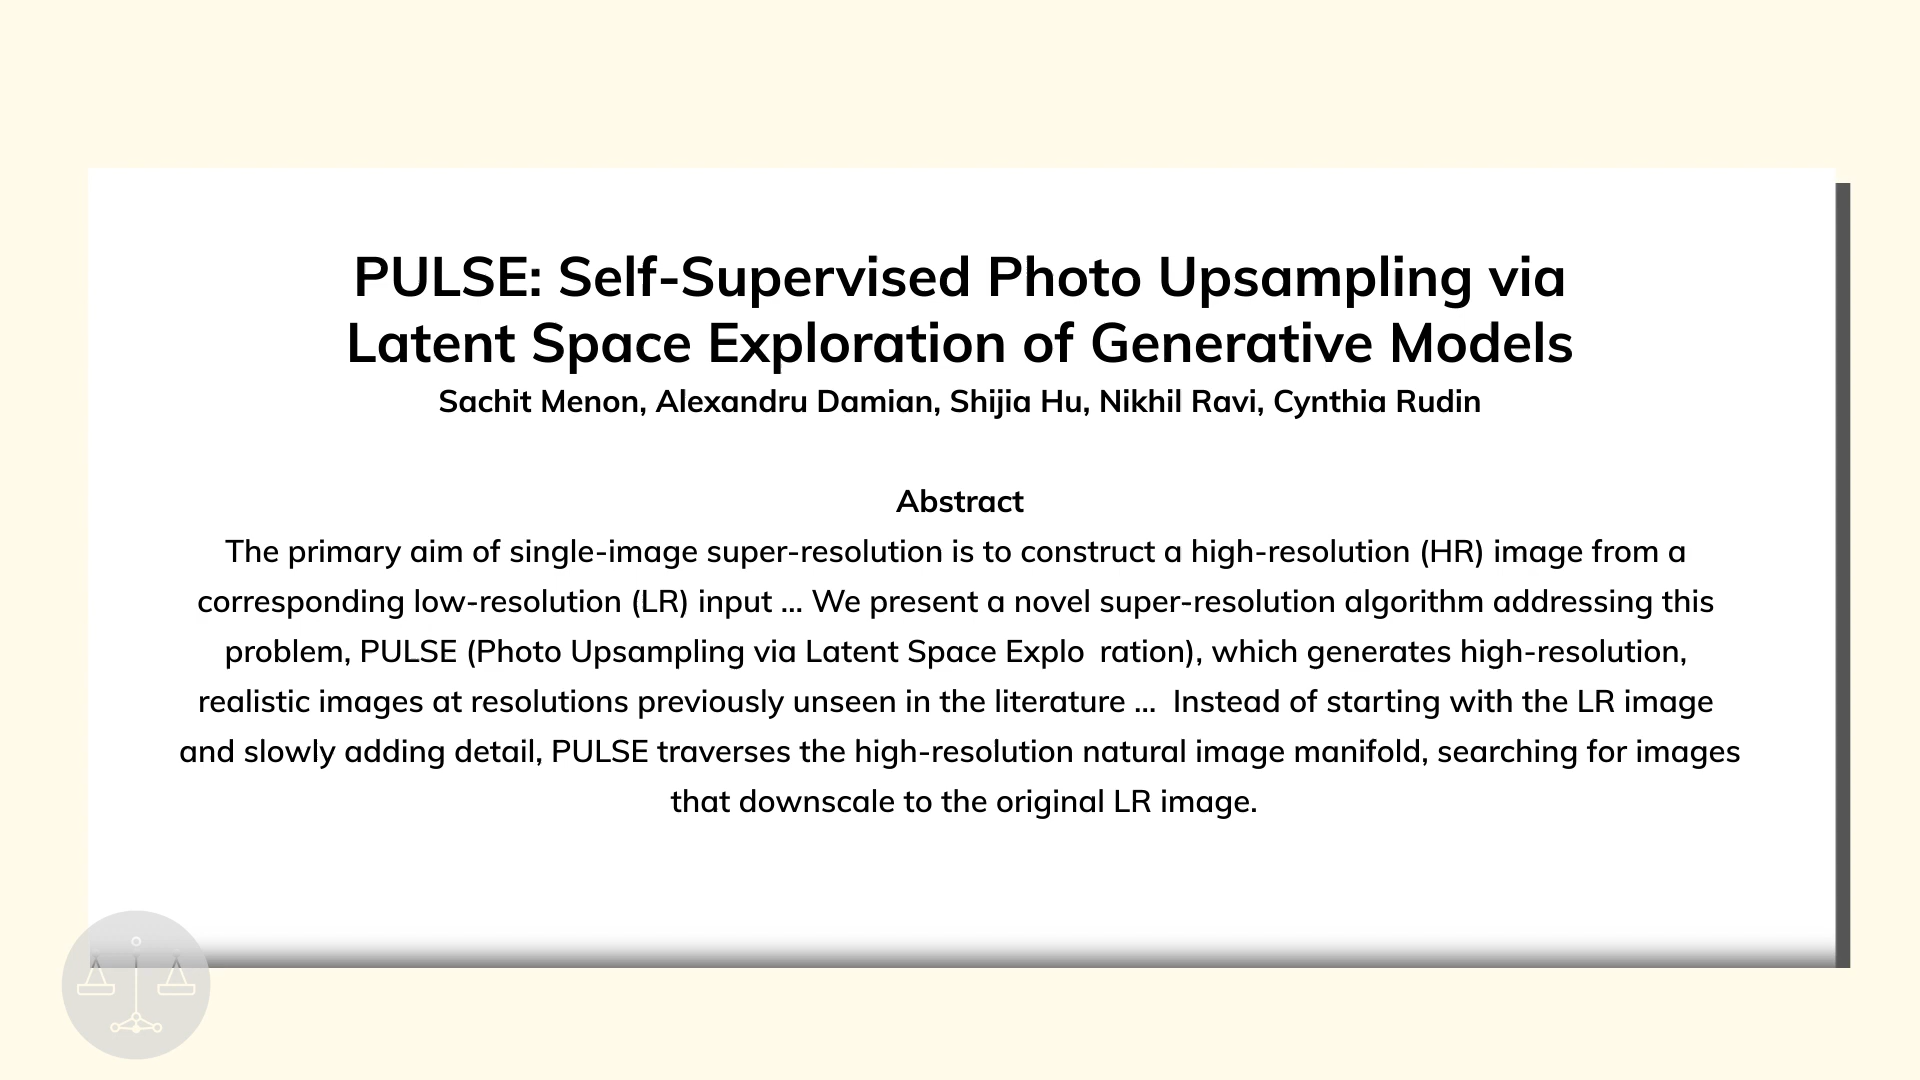 PULSE: Self-Supervised Photo Upsampling via
Latent Space Exploration of Generative Models
Sachit Menon, Alexandru Damian, Shijia Hu, Nikhil Ravi, Cynthia Rudin
Abstract
The primary aim of single-image super-resolution is to construct a high-resolution (HR) image from a
corresponding low-resolution (LR) input ... We present a novel super-resolution algorithm addressing this
problem, PULSE (Photo Upsampling via Latent Space Explo ration), which generates high-resolution,
realistic images at resolutions previously unseen in the literature ... Instead of starting with the LR image
and slowly adding detail, PULSE traverses the high-resolution natural image manifold, searching for images
that downscale to the original LR image.